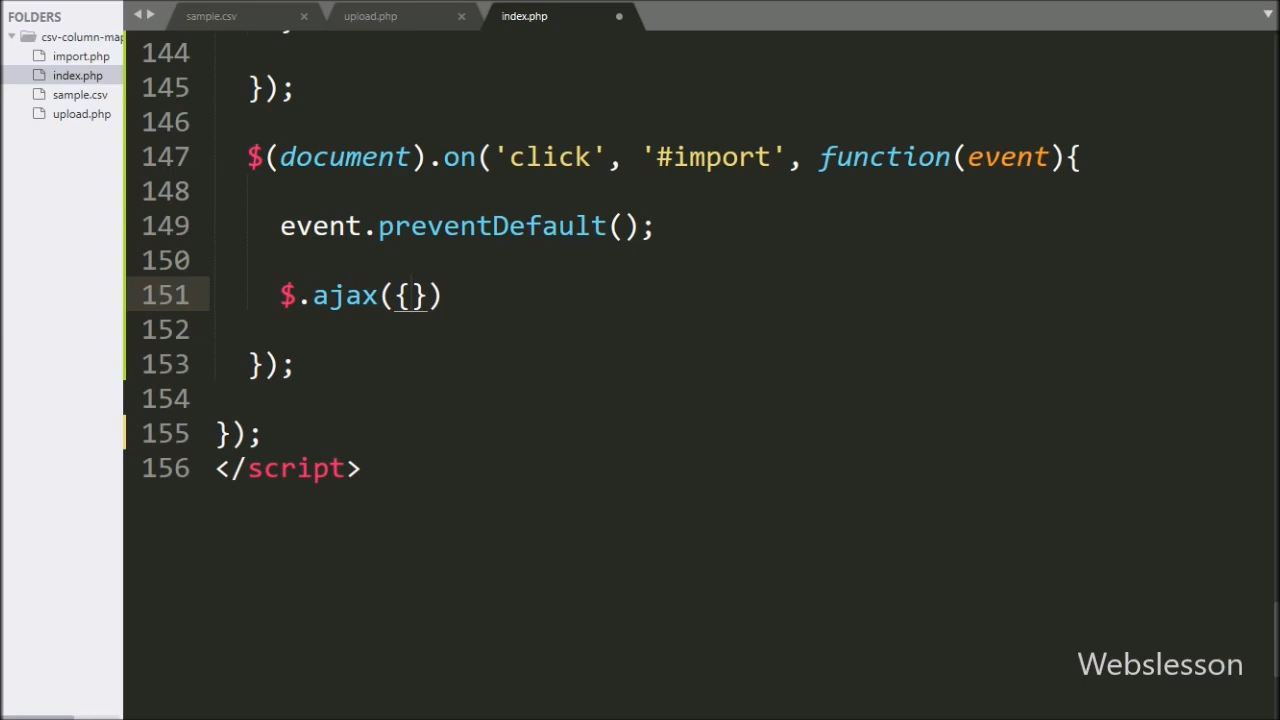 FOLDERS
csv-column-map
import.php
index.php
sample.csv
upload.php
sample.csv × upload.php × index.php
144
145 });
146
147 $(document).on('click', '#import', function(event){
148
149 event.preventDefault();
150
151 $.ajax({})
152
153 });
154
155 });
156 </script>
Webslesson